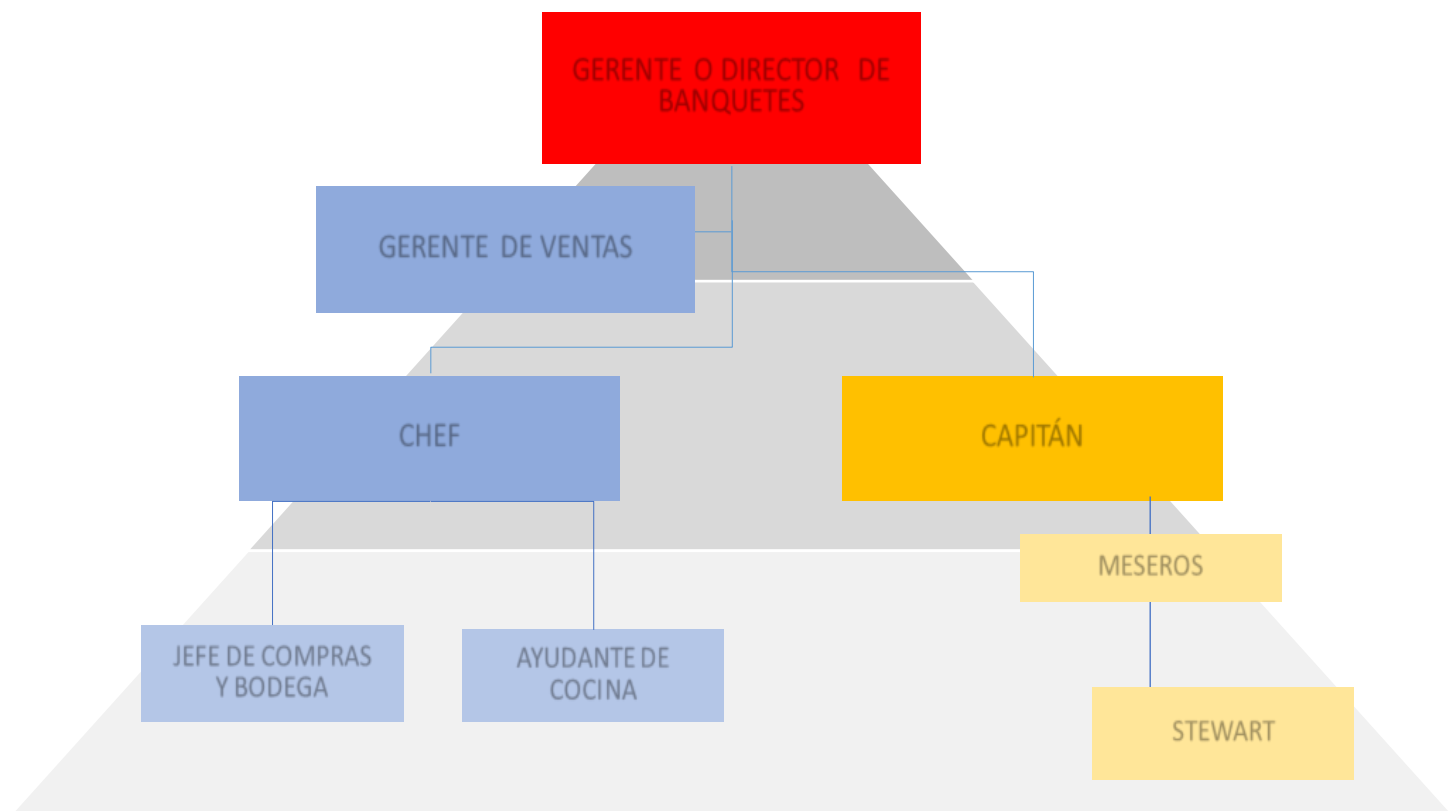 GERENTE O DIRECTOR DE
BANQUETES
GERENTE DE VENTAS
CHEF
CAPITÁN
MESEROS
JEFE DE COMPRAS
Y BODEGA
AYUDANTE DE
COCINA
STEWART